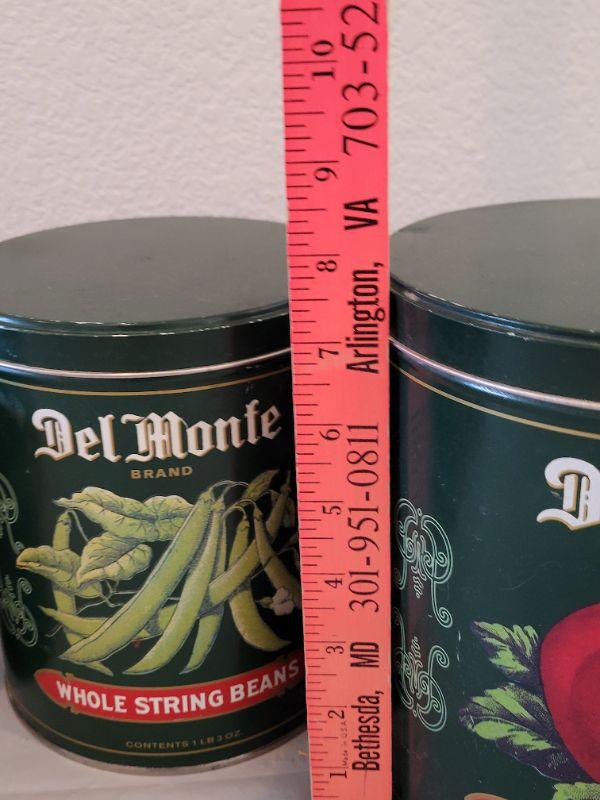 Del Monte
BRAND
WHOLE STRING BEANS
CONTENTS 1 LB 3 OZ.
1 2 3 4 5 6 7 8 9 10
Made in U.S.A.
Bethesda, MD 301-951-0811 Arlington, VA 703-52
D